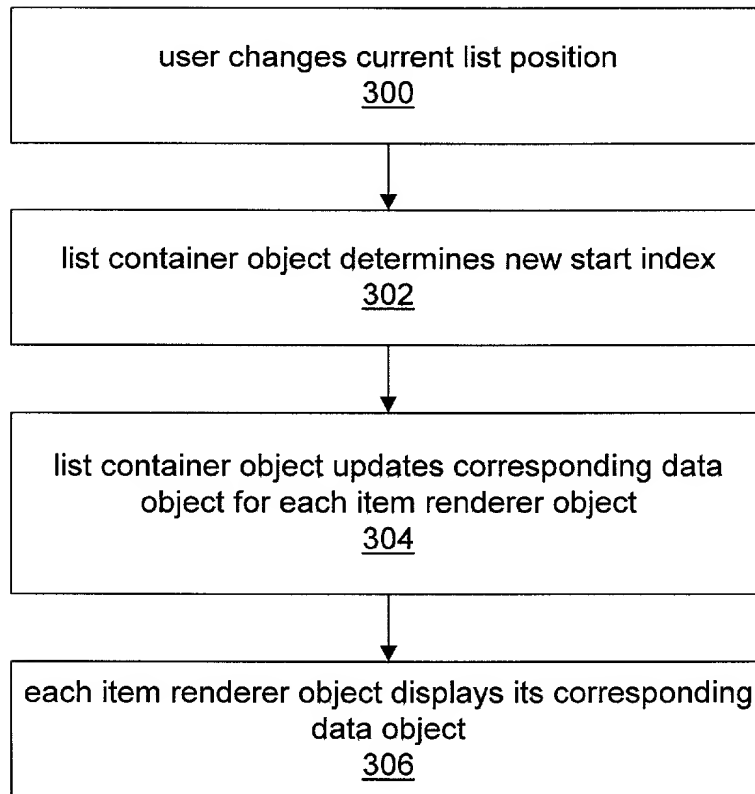 user changes current list position
300
list container object determines new start index
302
list container object updates corresponding data
object for each item renderer object
304
each item renderer object displays its corresponding
data object
306